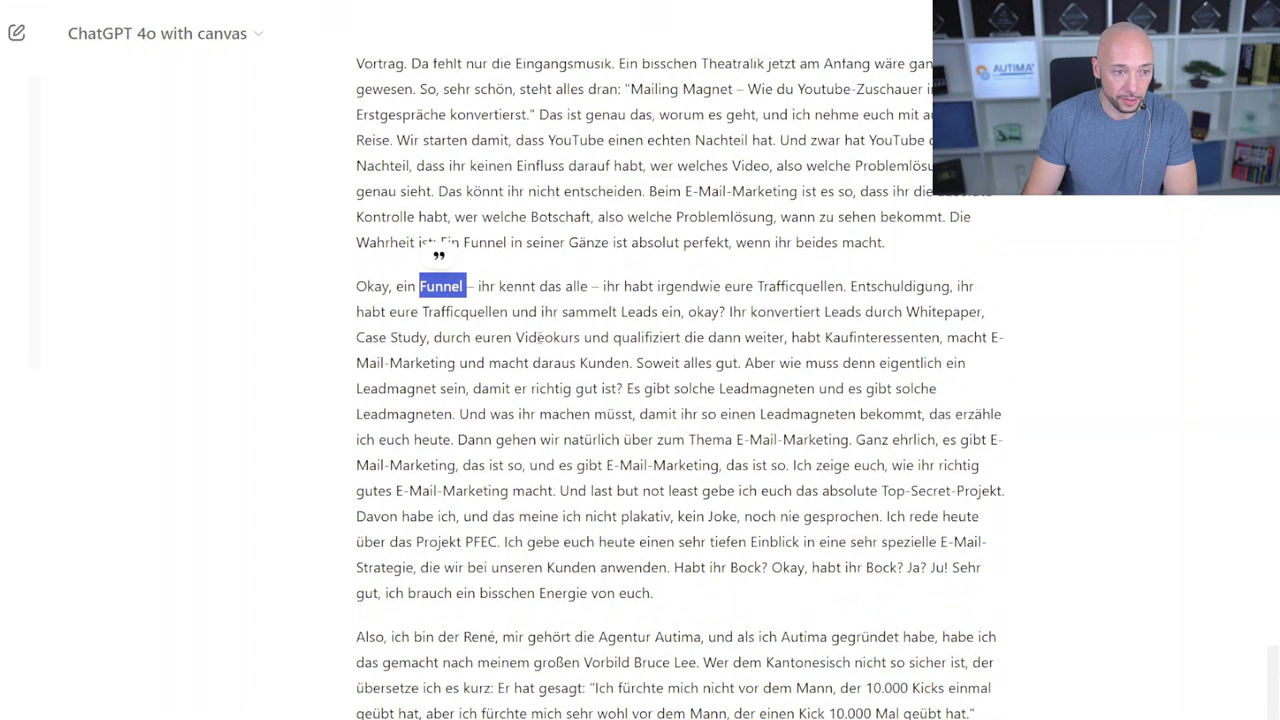 ChatGPT 4o with canvas
AUTIMA
Vortrag. Da fehlt nur die Eingangsmusik. Ein bisschen Theatralik jetzt am Anfang wäre
gewesen. So, sehr schön, steht alles dran: "Mailing Magnet – Wie du Youtube-Zuschauer
Erstgespräche konvertierst." Das ist genau das, worum es geht, und ich nehme euch mit
Reise. Wir starten damit, dass YouTube einen echten Nachteil hat. Und zwar hat YouTube
Nachteil, dass ihr keinen Einfluss darauf habt, wer welches Video, also welche
genau sieht. Das könnt ihr nicht entscheiden. Beim E-Mail-Marketing ist es so, dass ihr die
Kontrolle habt, wer welche Botschaft, also welche Problemlösung, wann zu sehen bekommt. Die
Wahrheit ist: Ein Funnel in seiner Gänze ist absolut perfekt, wenn ihr beides macht.
Okay, ein Funnel – ihr kennt das alle – ihr habt irgendwie eure Trafficquellen. Entschuldigung, ihr
habt eure Trafficquellen und ihr sammelt Leads ein, okay? Ihr konvertiert Leads durch Whitepaper,
Case Study, durch euren Videokurs und qualifiziert die dann weiter, habt Kaufinteressenten, macht E-
Mail-Marketing und macht daraus Kunden. Soweit alles gut. Aber wie muss denn eigentlich ein
Leadmagnet sein, damit er richtig gut ist? Es gibt solche Leadmagneten und es gibt solche
Leadmagneten. Und was ihr machen müsst, damit ihr so einen Leadmagneten bekommt, das erzähle
ich euch heute. Dann gehen wir natürlich über zum Thema E-Mail-Marketing. Ganz ehrlich, es gibt E-
Mail-Marketing, das ist so, und es gibt E-Mail-Marketing, das ist so. Ich zeige euch, wie ihr richtig
gutes E-Mail-Marketing macht. Und last but not least gebe ich euch das absolute Top-Secret-Projekt.
Davon habe ich, und das meine ich nicht plakativ, kein Joke, noch nie gesprochen. Ich rede heute
über das Projekt PFEC. Ich gebe euch heute einen sehr tiefen Einblick in eine sehr spezielle E-Mail-
Strategie, die wir bei unseren Kunden anwenden. Habt ihr Bock? Okay, habt ihr Bock? Ja? Ju! Sehr
gut, ich brauch ein bisschen Energie von euch.
Also, ich bin der René, mir gehört die Agentur Autima, und als ich Autima gegründet habe, habe ich
das gemacht nach meinem großen Vorbild Bruce Lee. Wer dem Kantonesisch nicht so sicher ist, der
übersetze ich es kurz: Er hat gesagt: "Ich fürchte mich nicht vor dem Mann, der 10.000 Kicks einmal
geübt hat, aber ich fürchte mich sehr wohl vor dem Mann, der einen Kick 10.000 Mal geübt hat."